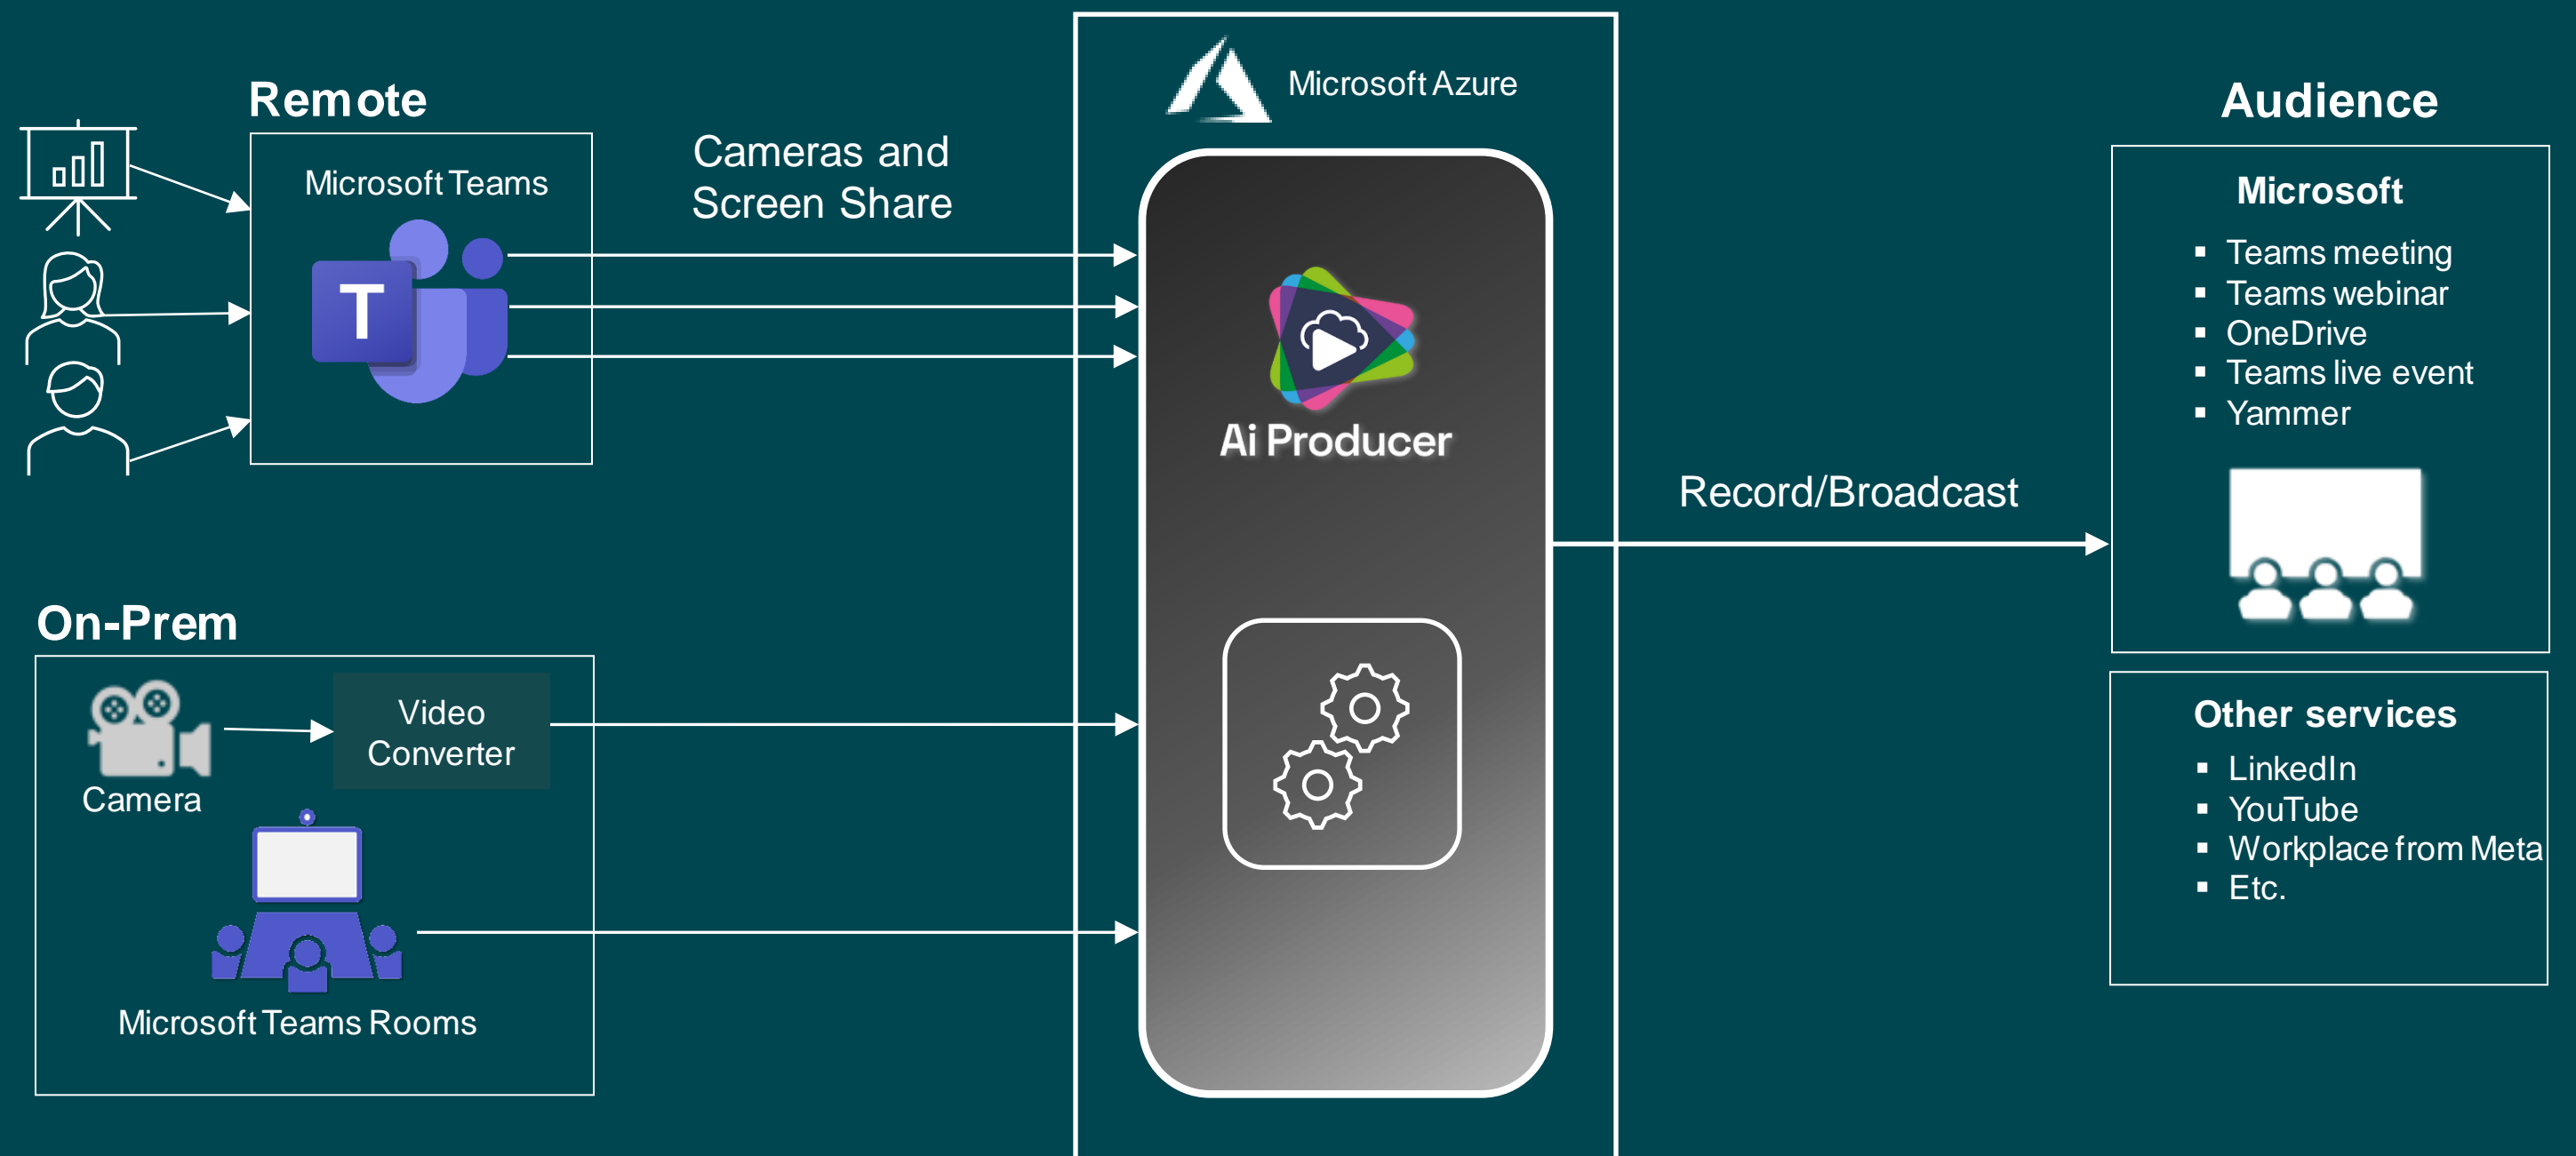 Remote
Microsoft Teams
T
Cameras and
Screen Share
On-Prem
Camera
Video
Converter
Microsoft Teams Rooms
Microsoft Azure
Ai Producer
Record/Broadcast
Audience
Microsoft
▪ Teams meeting
▪ Teams webinar
▪ OneDrive
▪ Teams live event
▪ Yammer
Other services
▪ LinkedIn
▪ YouTube
▪ Workplace from Meta
▪ Etc.